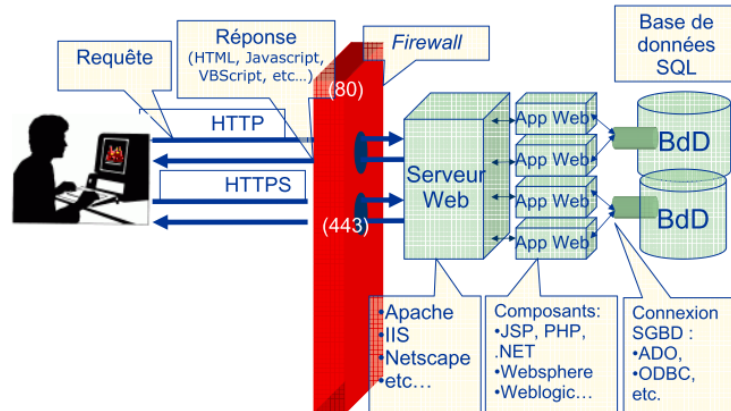 Requête
Réponse
(HTML, Javascript,
VBScript, etc…)
Firewall
Base de
données
SQL
(80)
HTTP
HTTPS
(443)
Serveur
Web
App Web
App Web
App Web
App Web
BdD
BdD
•Apache
•IIS
•Netscape
•etc…
Composants:
•JSP, PHP,
.NET
•Websphere
•Weblogic…
Connexion
SGBD :
•ADO,
•ODBC,
etc.